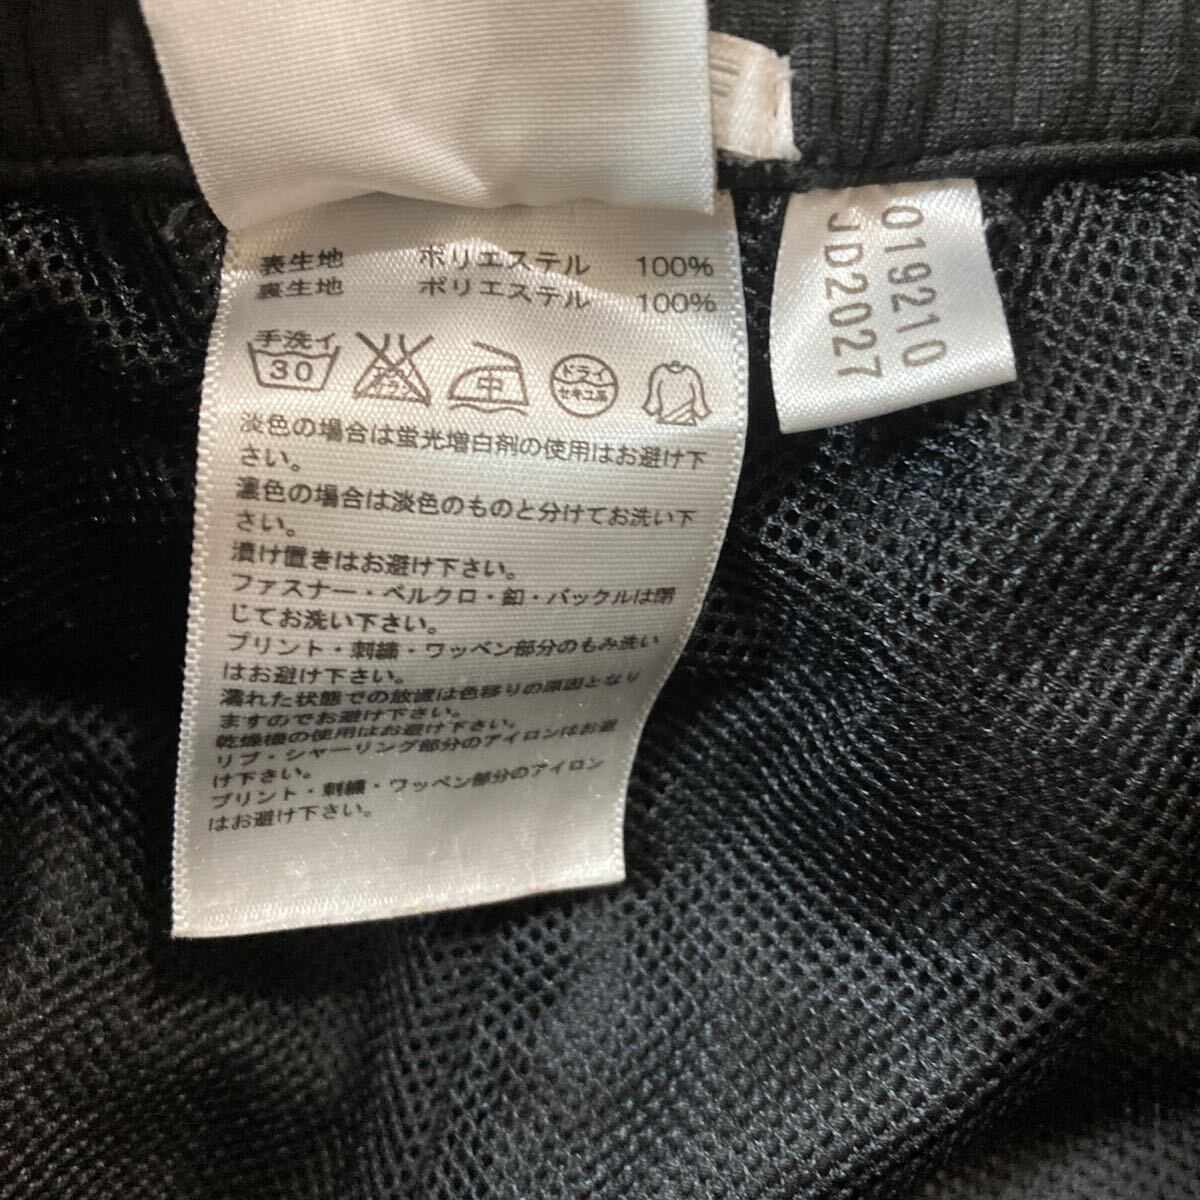 表生地 ポリエステル 100%
裏生地 ポリエステル 100%
手洗イ
30
中
ドライ
セキユ系
淡色の場合は蛍光増白剤の使用はお避け下
さい。
濃色の場合は淡色のものと分けてお洗い下
さい。
漬け置きはお避け下さい。
ファスナー・ベルクロ・釦・バックルは閉
じてお洗い下さい。
プリント・刺繍・ワッペン部分のもみ洗い
はお避け下さい。
濡れた状態での放置は色移りの原因となり
ますのでお避け下さい。
乾燥機の使用はお避け下さい。
リブ・シャーリング部分のアイロンはお避
け下さい。
プリント・刺繍・ワッペン部分のアイロン
はお避け下さい。
019210
JD2027